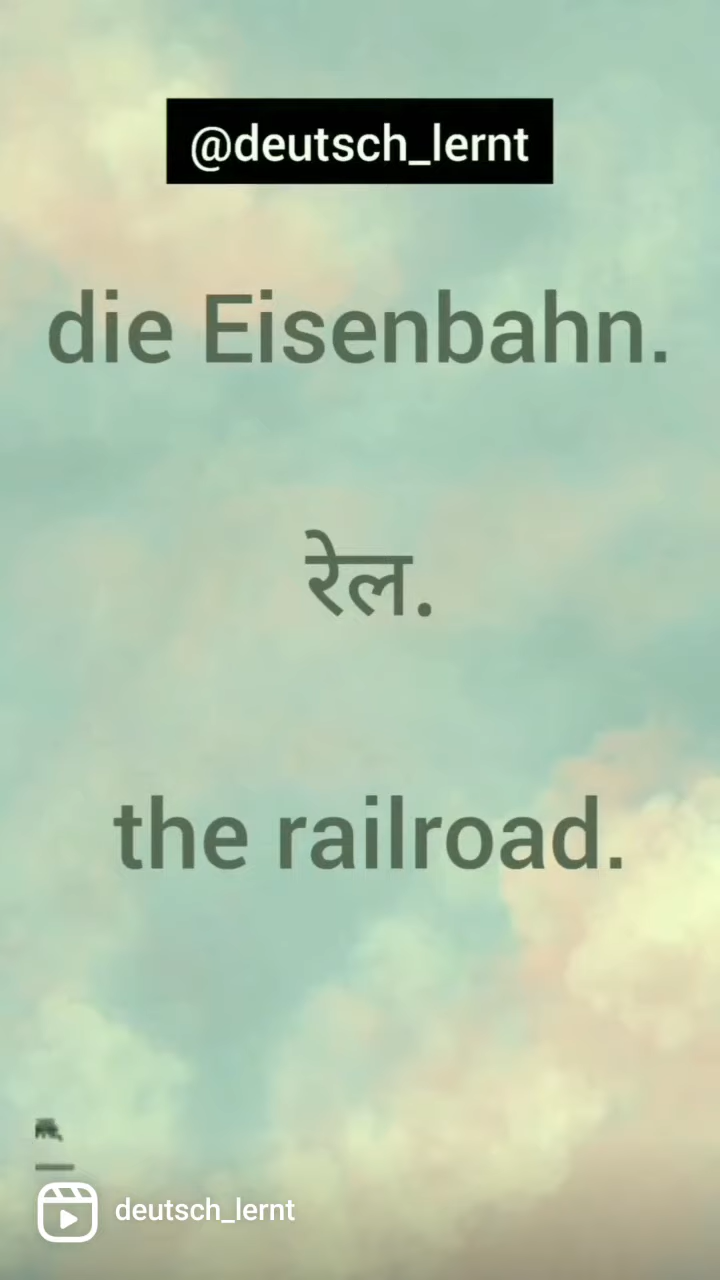 @deutsch_lernt
die Eisenbahn.
रेल.
the railroad.
deutsch_lernt